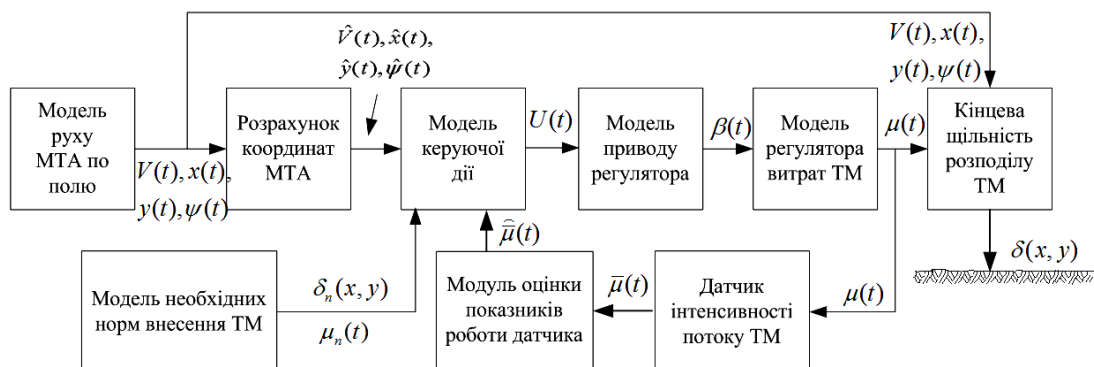 V̂(t), x̂(t),
ŷ(t), ψ̂(t)
V(t), x(t),
y(t), ψ(t)
Модель
руху
МТА по
полю
V(t), x(t),
y(t), ψ(t)
Розрахунок
координат
МТА
Модель
керуючої
дії
U(t)
Модель
приводу
регулятора
β(t)
Модель
регулятора
витрат ТМ
μ(t)
Кінцева
щільність
розподілу
ТМ
δ(x, y)
Модель необхідних
норм внесення ТМ
δₙ(x, y)
μₙ(t)
μ̄̂(t)
Модуль оцінки
показників
роботи датчика
μ̄(t)
Датчик
інтенсивності
потоку ТМ
μ(t)